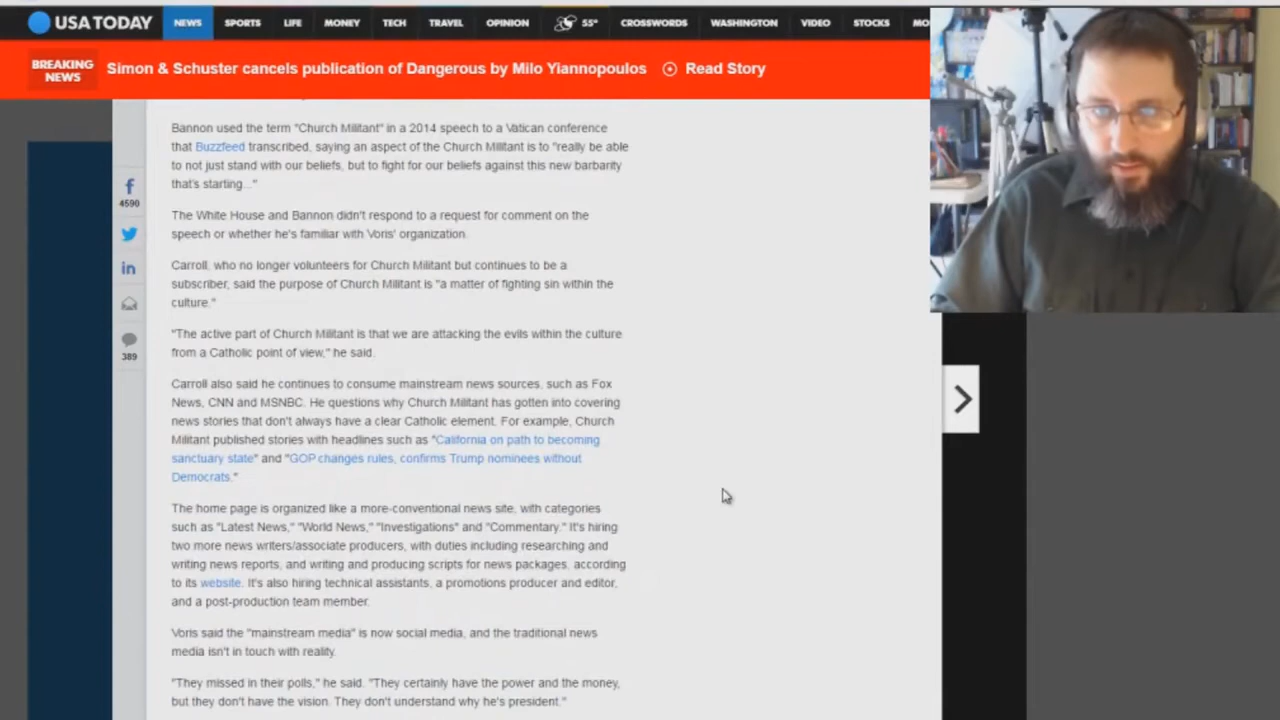 USA TODAY
NEWS SPORTS LIFE MONEY TECH TRAVEL OPINION 55° CROSSWORDS WASHINGTON VIDEO STOCKS MO
BREAKING NEWS
Simon & Schuster cancels publication of Dangerous by Milo Yiannopoulos Read Story
Bannon used the term "Church Militant" in a 2014 speech to a Vatican conference
that Buzzfeed transcribed, saying an aspect of the Church Militant is to "really be able
to not just stand with our beliefs, but to fight for our beliefs against this new barbarity
that's starting..."
The White House and Bannon didn't respond to a request for comment on the
speech or whether he's familiar with Voris' organization.
Carroll, who no longer volunteers for Church Militant but continues to be a
subscriber, said the purpose of Church Militant is "a matter of fighting sin within the
culture."
"The active part of Church Militant is that we are attacking the evils within the culture
from a Catholic point of view," he said.
Carroll also said he continues to consume mainstream news sources, such as Fox
News, CNN and MSNBC. He questions why Church Militant has gotten into covering
news stories that don't always have a clear Catholic element. For example, Church
Militant published stories with headlines such as "California on path to becoming
sanctuary state" and "GOP changes rules, confirms Trump nominees without
Democrats."
The home page is organized like a more-conventional news site, with categories
such as "Latest News," "World News," "Investigations" and "Commentary." It's hiring
two more news writers/associate producers, with duties including researching and
writing news reports, and writing and producing scripts for news packages, according
to its website. It's also hiring technical assistants, a promotions producer and editor,
and a post-production team member.
Voris said the "mainstream media" is now social media, and the traditional news
media isn't in touch with reality.
"They missed in their polls," he said. "They certainly have the power and the money,
but they don't have the vision. They don't understand why he's president."
f
4590
in
389